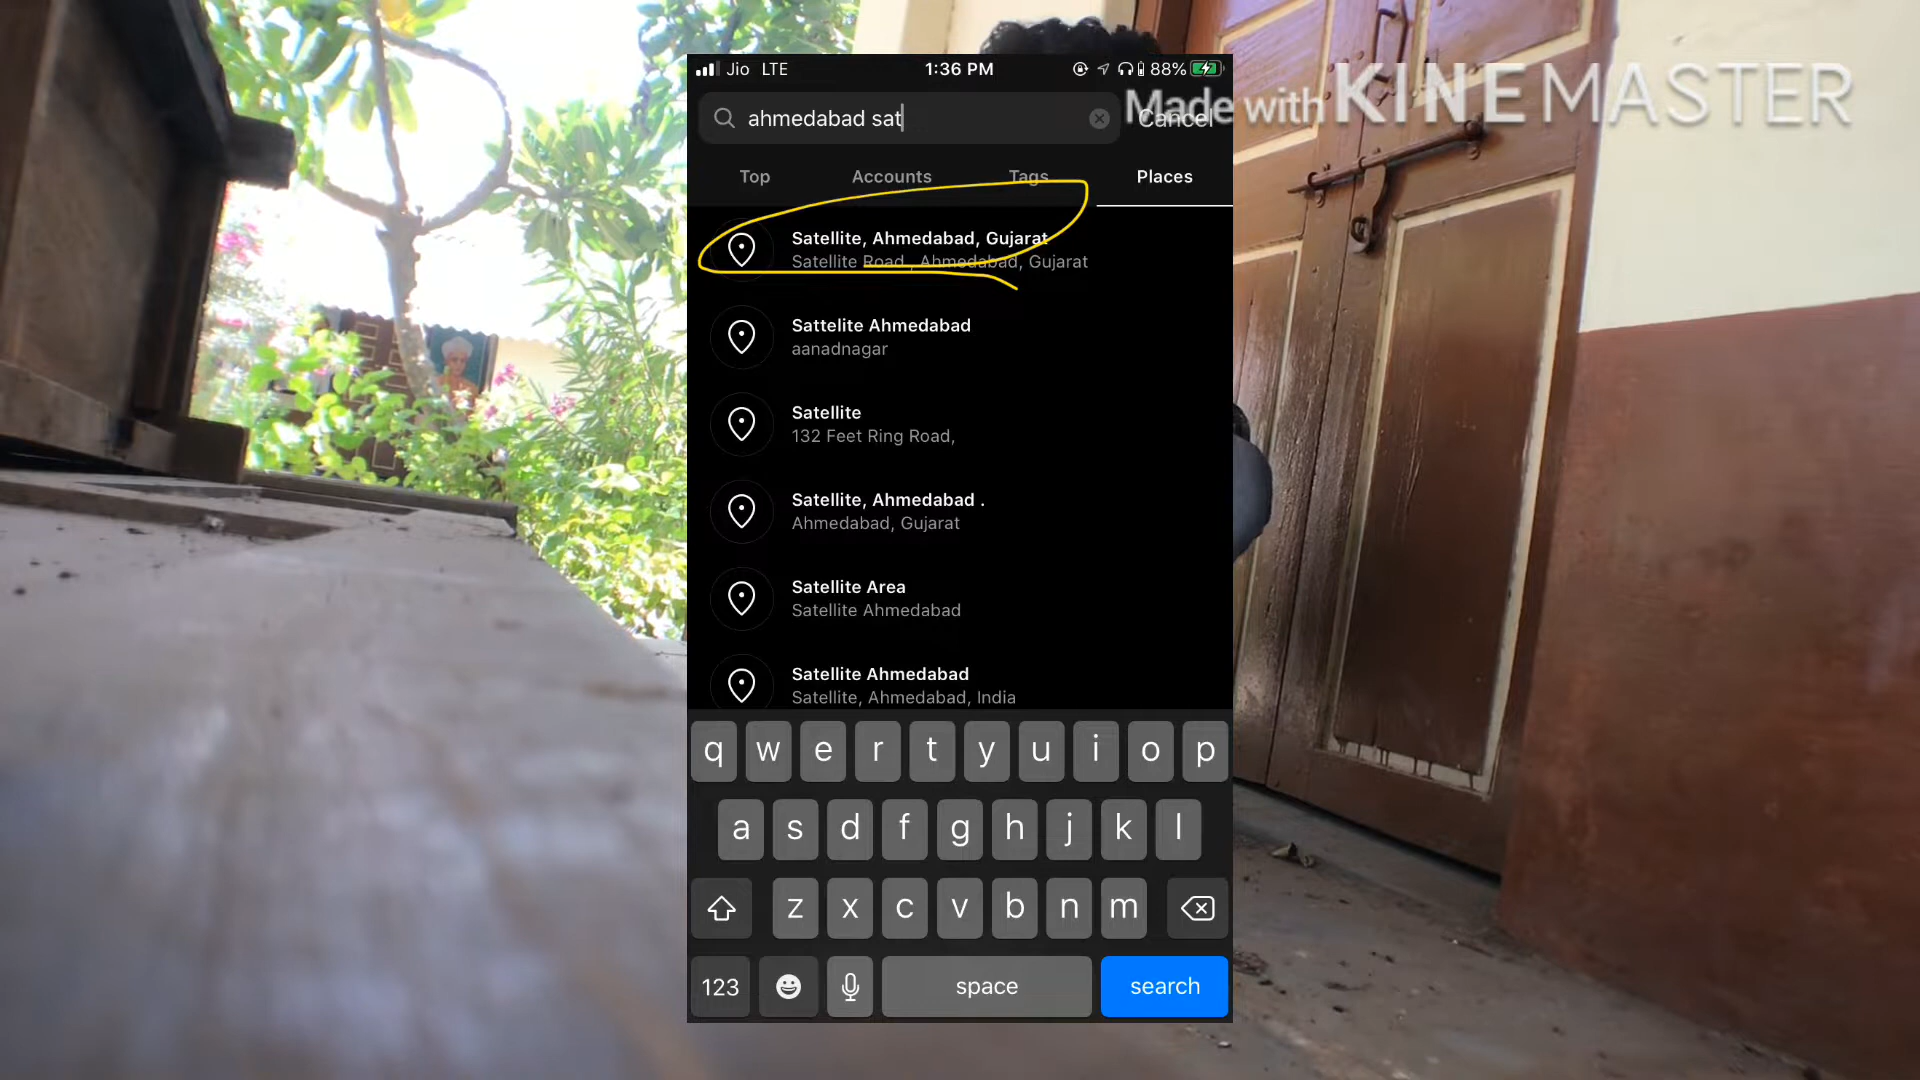 Jio LTE 1:36 PM 88%
Made with KINEMASTER
ahmedabad sat
Cancel
Top Accounts Tags Places
Satellite, Ahmedabad, Gujarat
Satellite Road , Ahmedabad, Gujarat
Sattelite Ahmedabad
aanadnagar
Satellite
132 Feet Ring Road,
Satellite, Ahmedabad .
Ahmedabad, Gujarat
Satellite Area
Satellite Ahmedabad
Satellite Ahmedabad
Satellite, Ahmedabad, India
q w e r t y u i o p
a s d f g h j k l
z x c v b n m
123 space search